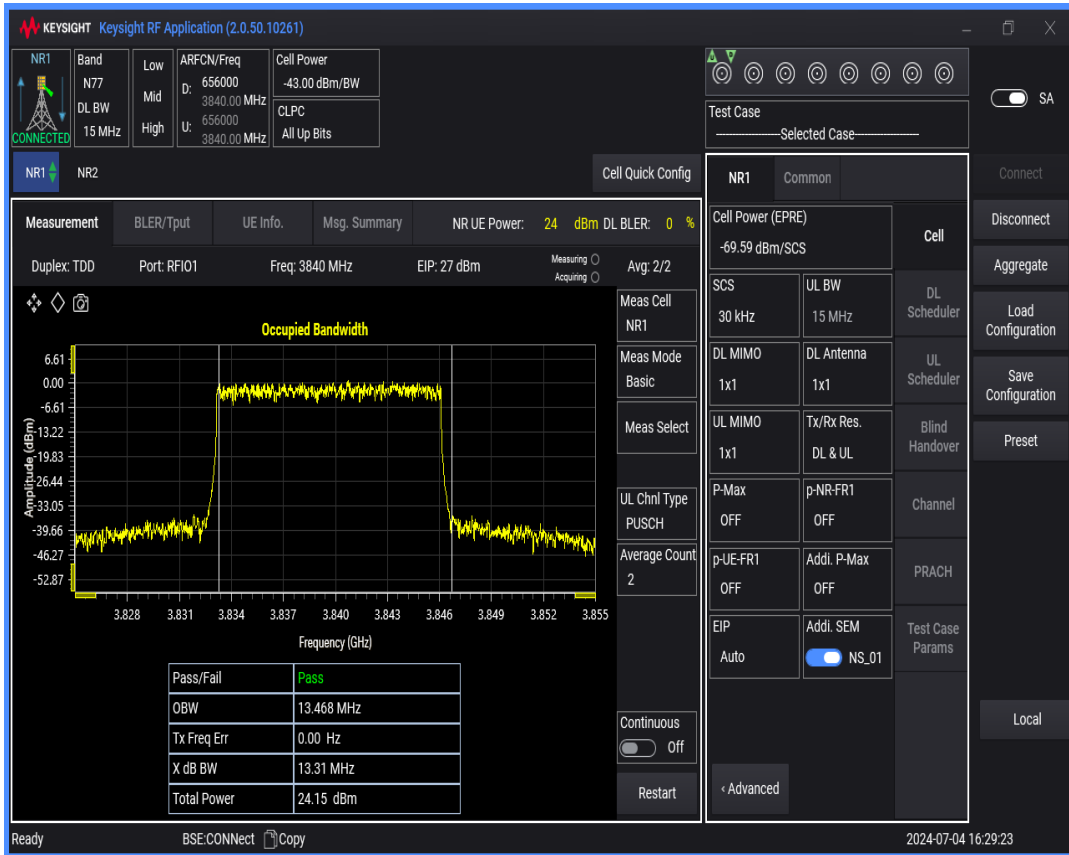 KEYSIGHT Keysight RF Application (2.0.50.10261)
NR1
CONNECTED
Band
N77
DL BW
15 MHz
Low
Mid
High
ARFCN/Freq
D: 656000
3840.00 MHz
U: 656000
3840.00 MHz
Cell Power
-43.00 dBm/BW
CLPC
All Up Bits
Test Case
--------------------Selected Case--------------------
SA
NR1 NR2
Cell Quick Config
NR1 Common
Connect
Disconnect
Aggregate
Load
Configuration
Save
Configuration
Preset
Local
Measurement BLER/Tput UE Info. Msg. Summary NR UE Power: 24 dBm DL BLER: 0 %
Duplex: TDD Port: RFIO1 Freq: 3840 MHz EIP: 27 dBm Measuring Acquiring Avg: 2/2
Occupied Bandwidth
Amplitude (dBm)
6.61
0.00
-6.61
-13.22
-19.83
-26.44
-33.05
-39.66
-46.27
-52.87
3.828 3.831 3.834 3.837 3.840 3.843 3.846 3.849 3.852 3.855
Frequency (GHz)
Pass/Fail Pass
OBW 13.468 MHz
Tx Freq Err 0.00 Hz
X dB BW 13.31 MHz
Total Power 24.15 dBm
Meas Cell
NR1
Meas Mode
Basic
Meas Select
UL Chnl Type
PUSCH
Average Count
2
Continuous
Off
Restart
Cell Power (EPRE)
-69.59 dBm/SCS
SCS
30 kHz
UL BW
15 MHz
DL MIMO
1x1
DL Antenna
1x1
UL MIMO
1x1
Tx/Rx Res.
DL & UL
P-Max
OFF
p-NR-FR1
OFF
p-UE-FR1
OFF
Addi. P-Max
OFF
EIP
Auto
Addi. SEM
NS_01
‹ Advanced
Cell
DL
Scheduler
UL
Scheduler
Blind
Handover
Channel
PRACH
Test Case
Params
Ready BSE:CONNect Copy 2024-07-04 16:29:23